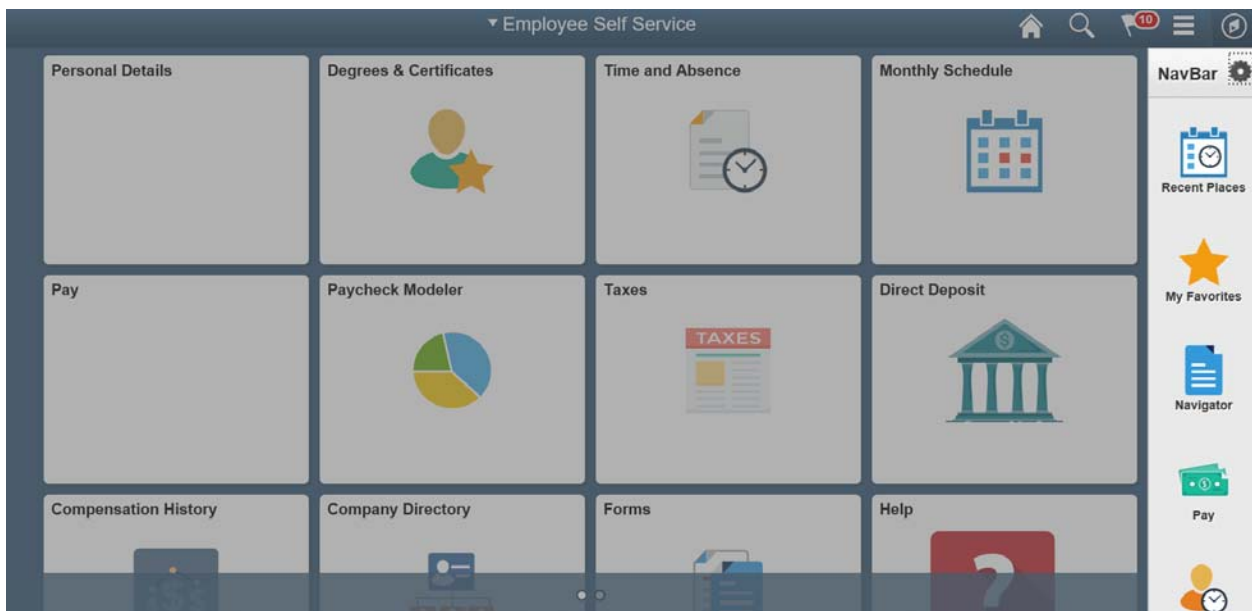 Employee Self Service
10
Personal Details
Degrees & Certificates
Time and Absence
Monthly Schedule
NavBar
Recent Places
My Favorites
Pay
Paycheck Modeler
Taxes
TAXES
Direct Deposit
Navigator
Pay
Compensation History
Company Directory
Forms
Help